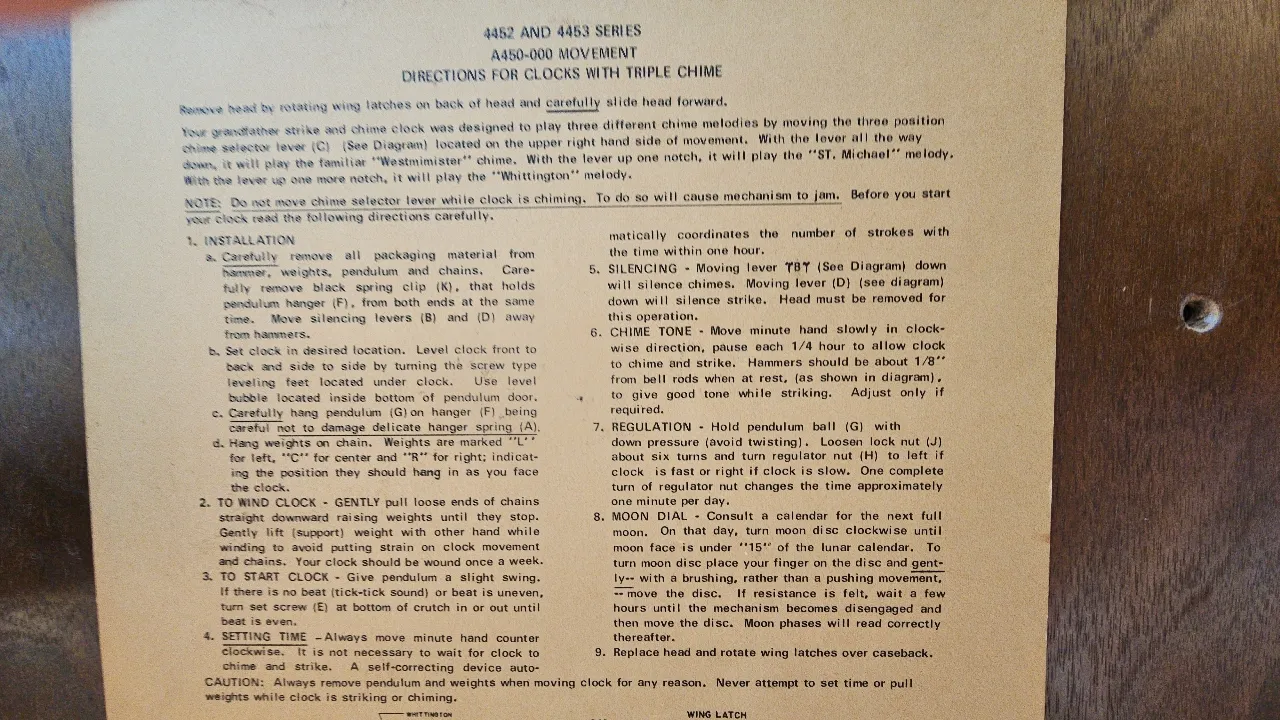 4452 AND 4453 SERIES
A450-000 MOVEMENT
DIRECTIONS FOR CLOCKS WITH TRIPLE CHIME
Remove head by rotating wing latches on back of head and carefully slide head forward.
Your grandfather strike and chime clock was designed to play three different chime melodies by moving the three position
chime selector lever (C) (See Diagram) located on the upper right hand side of movement. With the lever all the way
down, it will play the familiar "Westmimister" chime. With the lever up one notch, it will play the "ST. Michael" melody.
With the lever up one more notch, it will play the "Whittington" melody.
NOTE: Do not move chime selector lever while clock is chiming. To do so will cause mechanism to jam. Before you start
your clock read the following directions carefully.
1. INSTALLATION
a. Carefully remove all packaging material from
hammer, weights, pendulum and chains. Care-
fully remove black spring clip (K), that holds
pendulum hanger (F), from both ends at the same
time. Move silencing levers (B) and (D) away
from hammers.
b. Set clock in desired location. Level clock front to
back and side to side by turning the screw type
leveling feet located under clock. Use level
bubble located inside bottom of pendulum door.
c. Carefully hang pendulum (G) on hanger (F) being
careful not to damage delicate hanger spring (A).
d. Hang weights on chain. Weights are marked "L"
for left, "C" for center and "R" for right; indicat-
ing the position they should hang in as you face
the clock.
2. TO WIND CLOCK - GENTLY pull loose ends of chains
straight downward raising weights until they stop.
Gently lift (support) weight with other hand while
winding to avoid putting strain on clock movement
and chains. Your clock should be wound once a week.
3. TO START CLOCK - Give pendulum a slight swing.
If there is no beat (tick-tick sound) or beat is uneven,
turn set screw (E) at bottom of crutch in or out until
beat is even.
4. SETTING TIME - Always move minute hand counter
clockwise. It is not necessary to wait for clock to
chime and strike. A self-correcting device auto-
matically coordinates the number of strokes with
the time within one hour.
5. SILENCING - Moving lever (See Diagram) down
will silence chimes. Moving lever (D) (see diagram)
down will silence strike. Head must be removed for
this operation.
6. CHIME TONE - Move minute hand slowly in clock-
wise direction, pause each 1/4 hour to allow clock
to chime and strike. Hammers should be about 1/8"
from bell rods when at rest, (as shown in diagram),
to give good tone while striking. Adjust only if
required.
7. REGULATION - Hold pendulum ball (G) with
down pressure (avoid twisting). Loosen lock nut (J)
about six turns and turn regulator nut (H) to left if
clock is fast or right if clock is slow. One complete
turn of regulator nut changes the time approximately
one minute per day.
8. MOON DIAL - Consult a calendar for the next full
moon. On that day, turn moon disc clockwise until
moon face is under "15" of the lunar calendar. To
turn moon disc place your finger on the disc and gent-
ly-- with a brushing, rather than a pushing movement,
-- move the disc. If resistance is felt, wait a few
hours until the mechanism becomes disengaged and
then move the disc. Moon phases will read correctly
thereafter.
9. Replace head and rotate wing latches over caseback.
CAUTION: Always remove pendulum and weights when moving clock for any reason. Never attempt to set time or pull
weights while clock is striking or chiming.
WHITTINGTON
WING LATCH